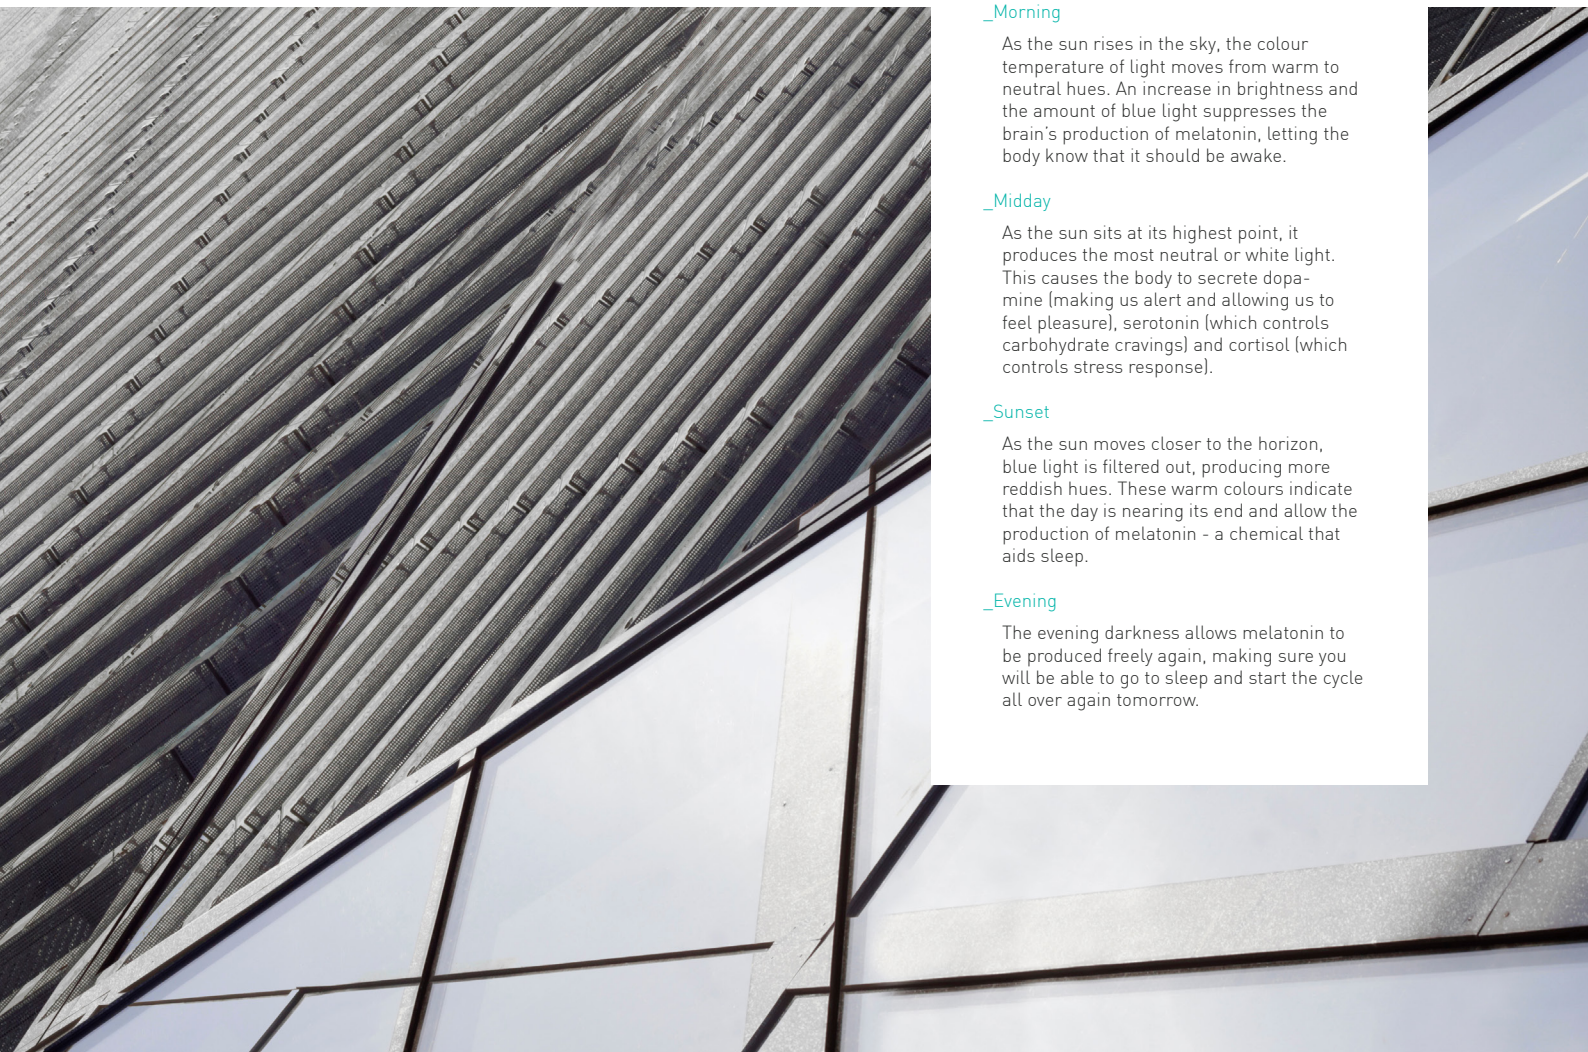 _Morning
As the sun rises in the sky, the colour
temperature of light moves from warm to
neutral hues. An increase in brightness and
the amount of blue light suppresses the
brain's production of melatonin, letting the
body know that it should be awake.
_Midday
As the sun sits at its highest point, it
produces the most neutral or white light.
This causes the body to secrete dopa-
mine (making us alert and allowing us to
feel pleasure), serotonin (which controls
carbohydrate cravings) and cortisol (which
controls stress response).
_Sunset
As the sun moves closer to the horizon,
blue light is filtered out, producing more
reddish hues. These warm colours indicate
that the day is nearing its end and allow the
production of melatonin - a chemical that
aids sleep.
_Evening
The evening darkness allows melatonin to
be produced freely again, making sure you
will be able to go to sleep and start the cycle
all over again tomorrow.